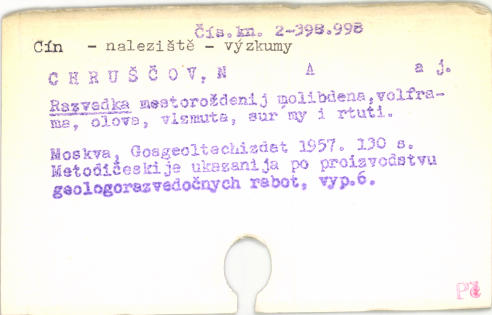 Čís.kn. 2-398.998
Cín - naleziště - výzkumy
CHRUŠČOV, N A a j.
Razvedka mestoroždenij molibdena, volfra-
ma, olova, vismuta, sur´my i rtuti.
Moskva, Gosgeoltechizdat 1957. 130 s.
Metodičeskije ukazanija po proizvodstvu
geologorazvedočnych rabot, vyp.6.